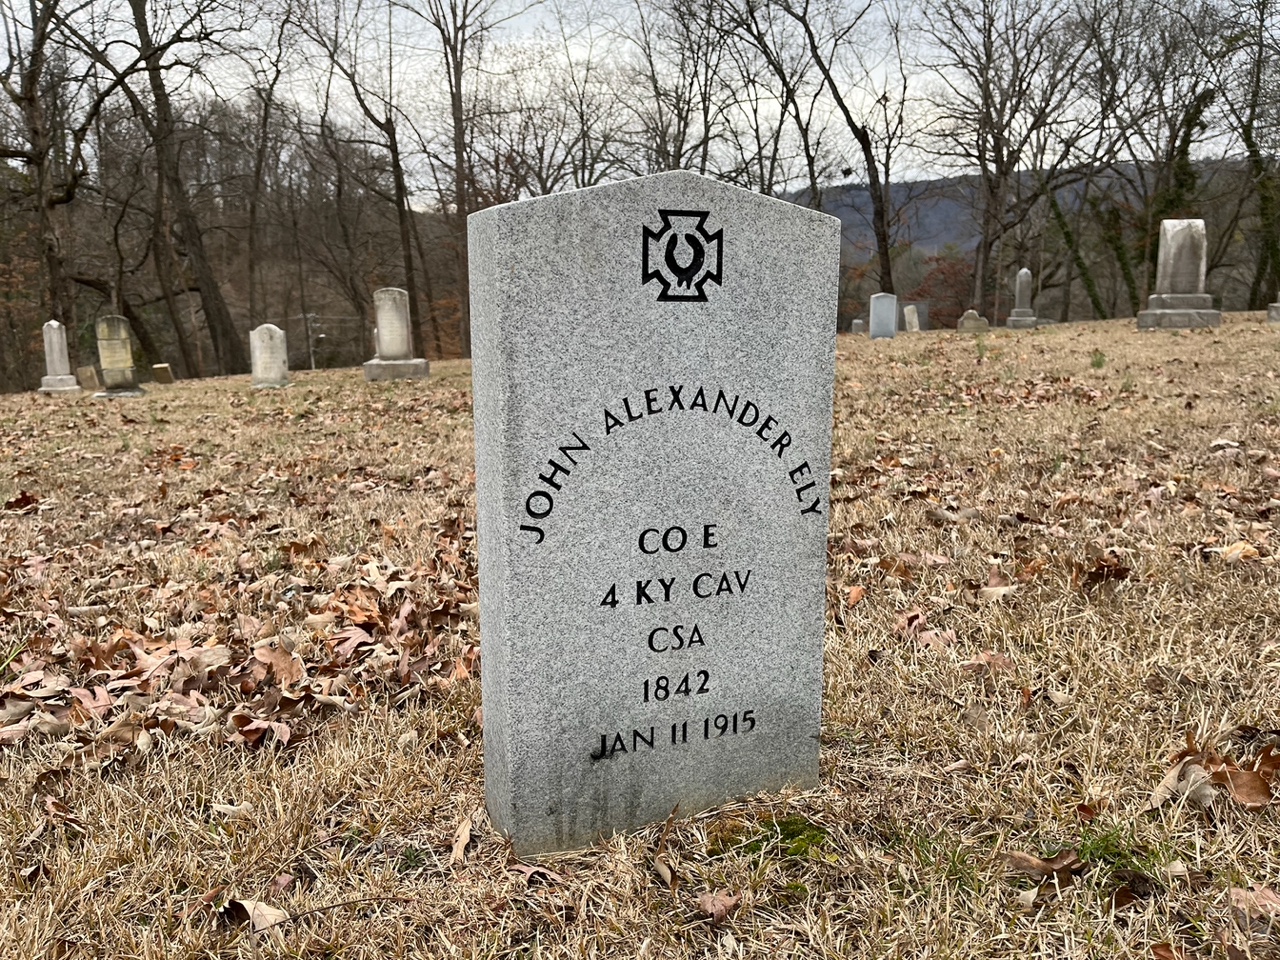 JOHN ALEXANDER ELY
CO E
4 KY CAV
CSA
1842
JAN 11 1915